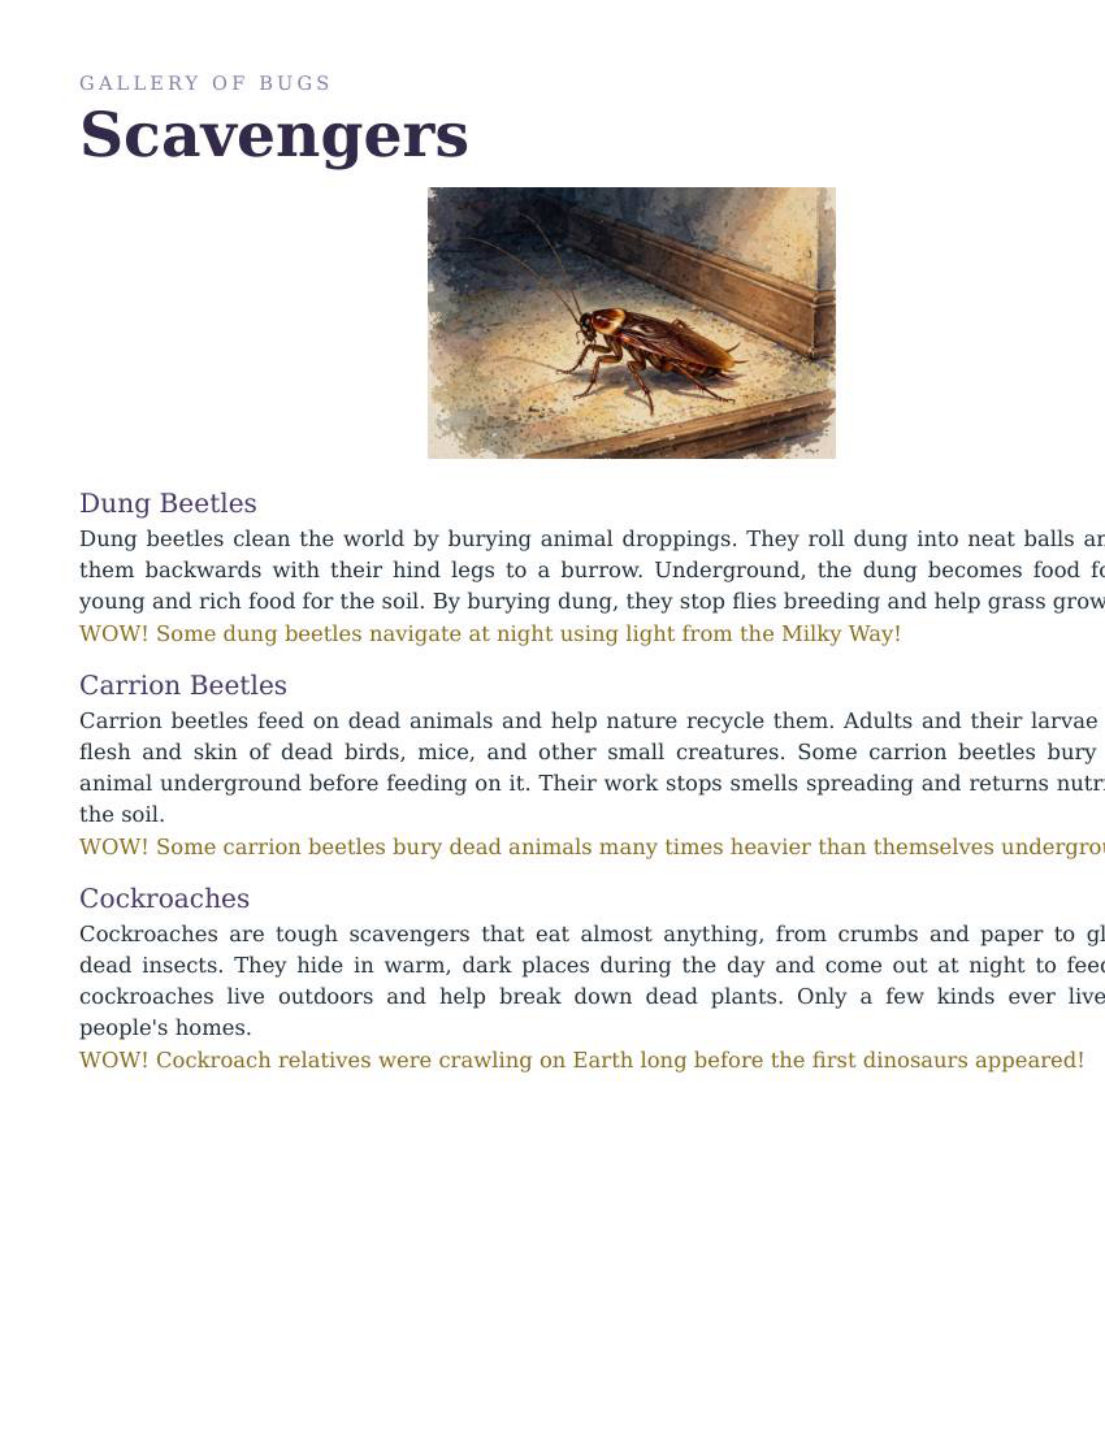 GALLERY OF BUGS
Scavengers
Dung Beetles
Dung beetles clean the world by burying animal droppings. They roll dung into neat balls
them backwards with their hind legs to a burrow. Underground, the dung becomes food
young and rich food for the soil. By burying dung, they stop flies breeding and help grass
WOW! Some dung beetles navigate at night using light from the Milky Way!
Carrion Beetles
Carrion beetles feed on dead animals and help nature recycle them. Adults and their larvae
flesh and skin of dead birds, mice, and other small creatures. Some carrion beetles bury
animal underground before feeding on it. Their work stops smells spreading and returns
the soil.
WOW! Some carrion beetles bury dead animals many times heavier than themselves
Cockroaches
Cockroaches are tough scavengers that eat almost anything, from crumbs and paper to
dead insects. They hide in warm, dark places during the day and come out at night to
cockroaches live outdoors and help break down dead plants. Only a few kinds ever
people's homes.
WOW! Cockroach relatives were crawling on Earth long before the first dinosaurs appeared!